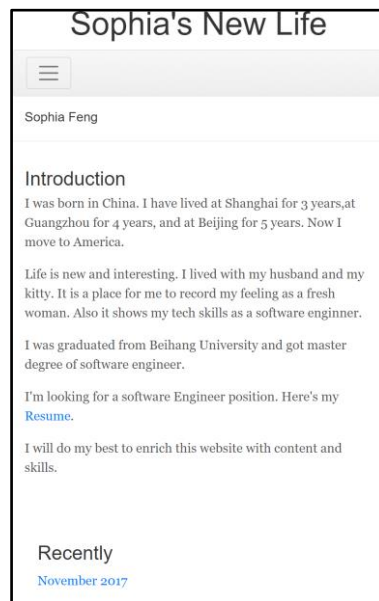 Sophia's New Life
Sophia Feng
Introduction
I was born in China. I have lived at Shanghai for 3 years,at
Guangzhou for 4 years, and at Beijing for 5 years. Now I
move to America.
Life is new and interesting. I lived with my husband and my
kitty. It is a place for me to record my feeling as a fresh
woman. Also it shows my tech skills as a software enginner.
I was graduated from Beihang University and got master
degree of software engineer.
I'm looking for a software Engineer position. Here's my
Resume.
I will do my best to enrich this website with content and
skills.
Recently
November 2017